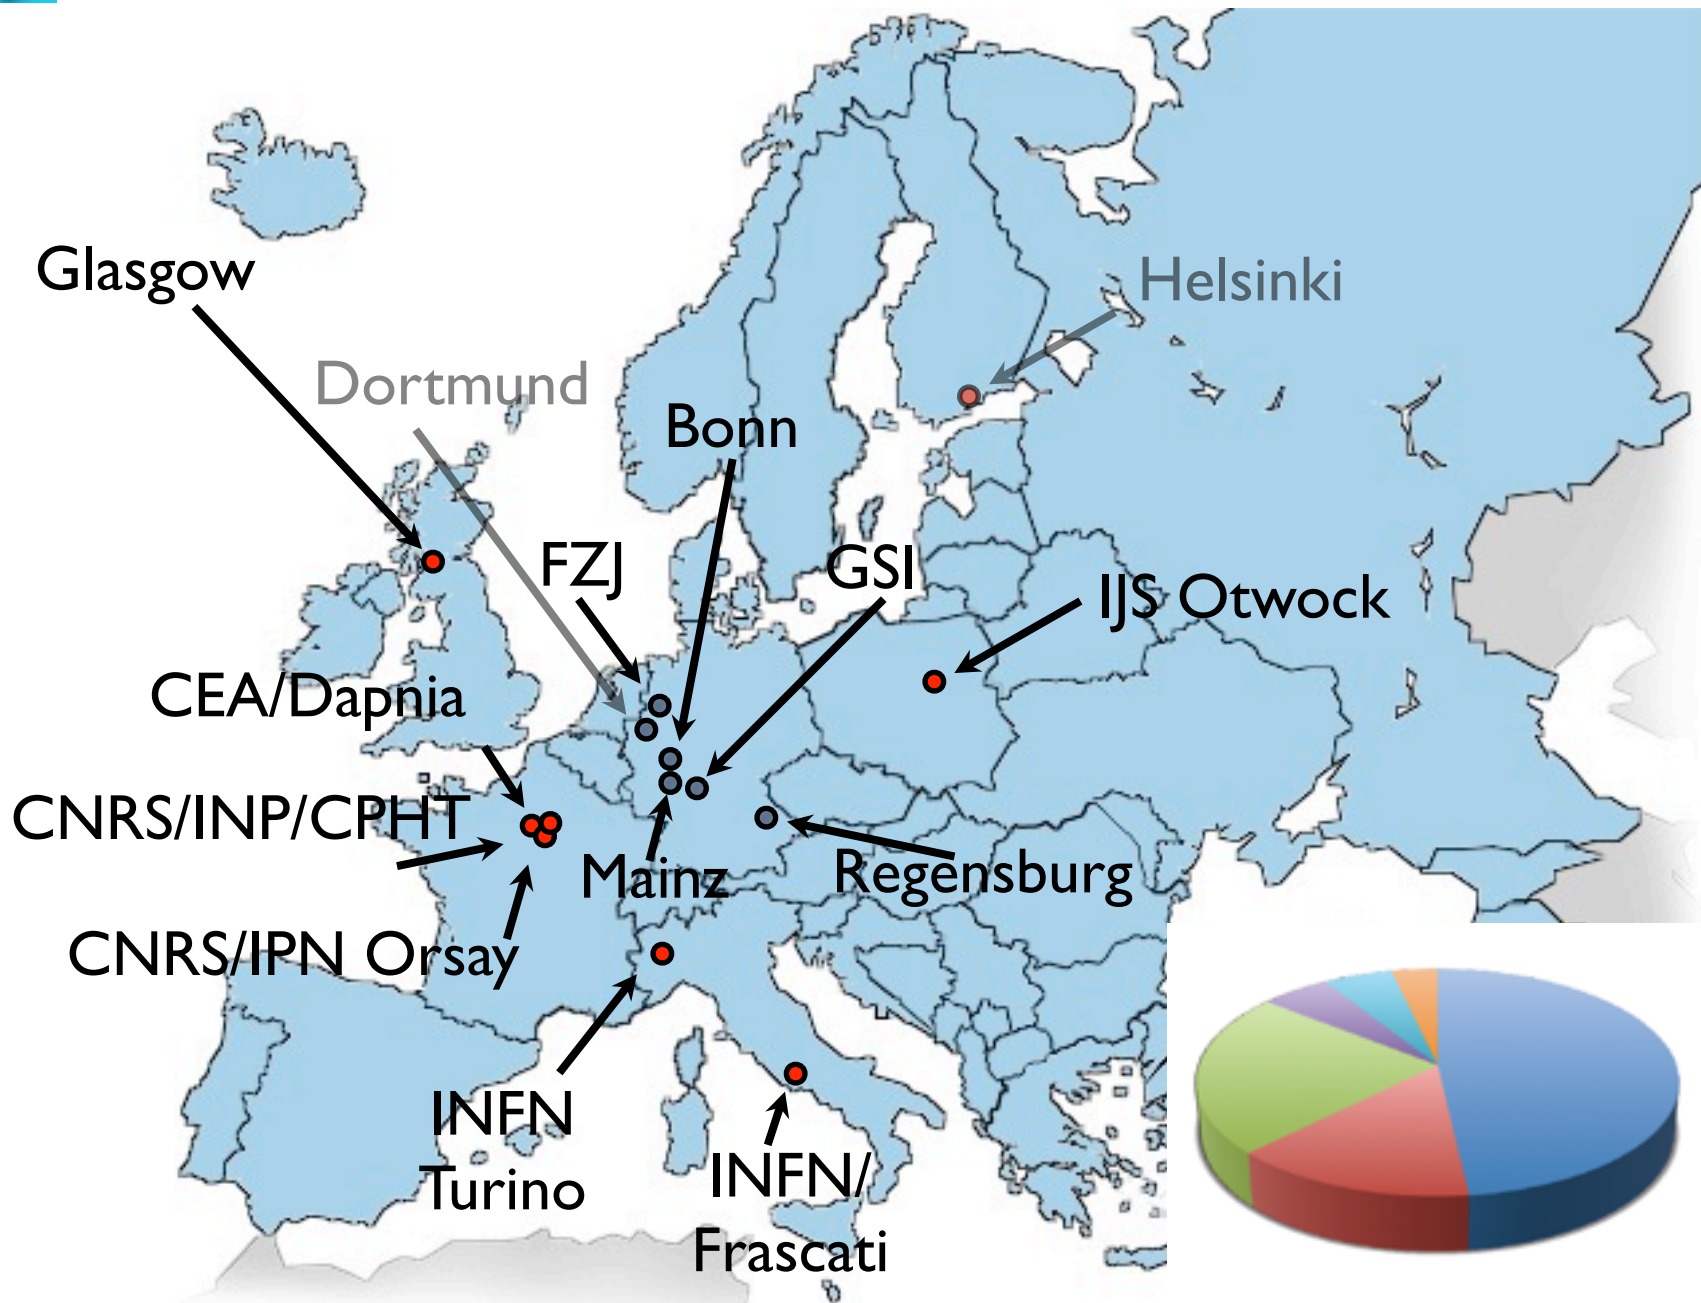 Glasgow
Helsinki
Dortmund
Bonn
FZJ
GSI
IJS Otwock
CEA/Dapnia
CNRS/INP/CPHT
Mainz
Regensburg
CNRS/IPN Orsay
INFN
Turino
INFN/
Frascati